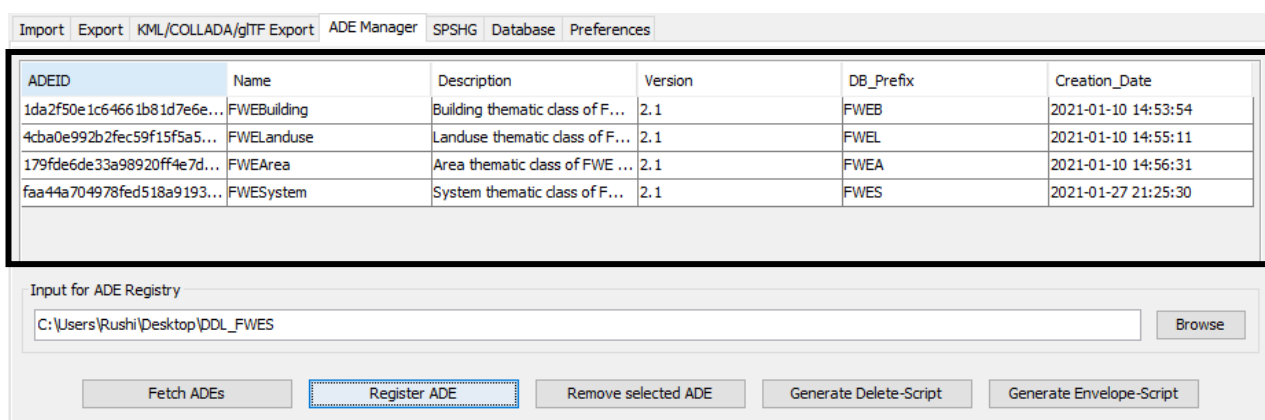 Import Export KML/COLLADA/glTF Export ADE Manager SPSHG Database Preferences
ADEID Name Description Version DB_Prefix Creation_Date
1da2f50e1c64661b81d7e6e... FWEBuilding Building thematic class of F... 2.1 FWEB 2021-01-10 14:53:54
4cba0e992b2fec59f15f5a5... FWELanduse Landuse thematic class of F... 2.1 FWEL 2021-01-10 14:55:11
179fde6de33a98920ff4e7d... FWEArea Area thematic class of FWE ... 2.1 FWEA 2021-01-10 14:56:31
faa44a704978fed518a9193... FWESystem System thematic class of F... 2.1 FWES 2021-01-27 21:25:30
Input for ADE Registry
C:\Users\Rushi\Desktop\DDL_FWES Browse
Fetch ADEs Register ADE Remove selected ADE Generate Delete-Script Generate Envelope-Script